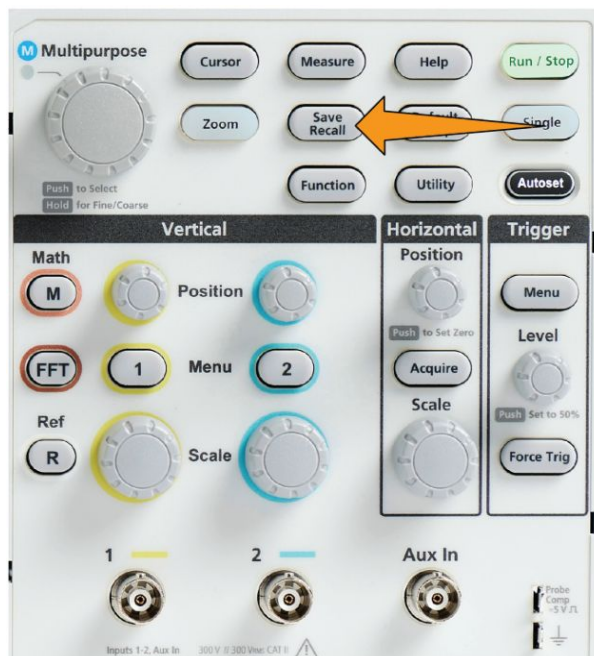 M Multipurpose
Cursor
Measure
Help
Run / Stop
Zoom
Save
Recall
Single
Push to Select
Hold for Fine/Coarse
Function
Utility
Autoset
Vertical
Horizontal
Trigger
Math
M
Position
Position
Push to Set Zero
Menu
Level
FFT
1
Menu
2
Acquire
Push Set to 50%
Ref
R
Scale
Scale
Force Trig
1
2
Aux In
Probe
Comp
Inputs 1-2, Aux In